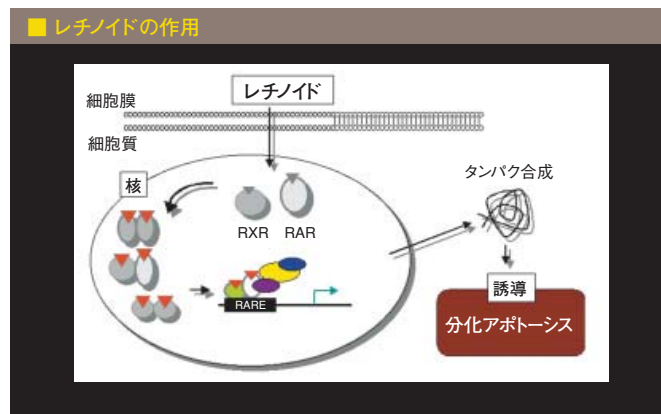 ■ レチノイドの作用
レチノイド
細胞膜
細胞質
核
RXR RAR
RARE
タンパク合成
誘導
分化アポトーシス